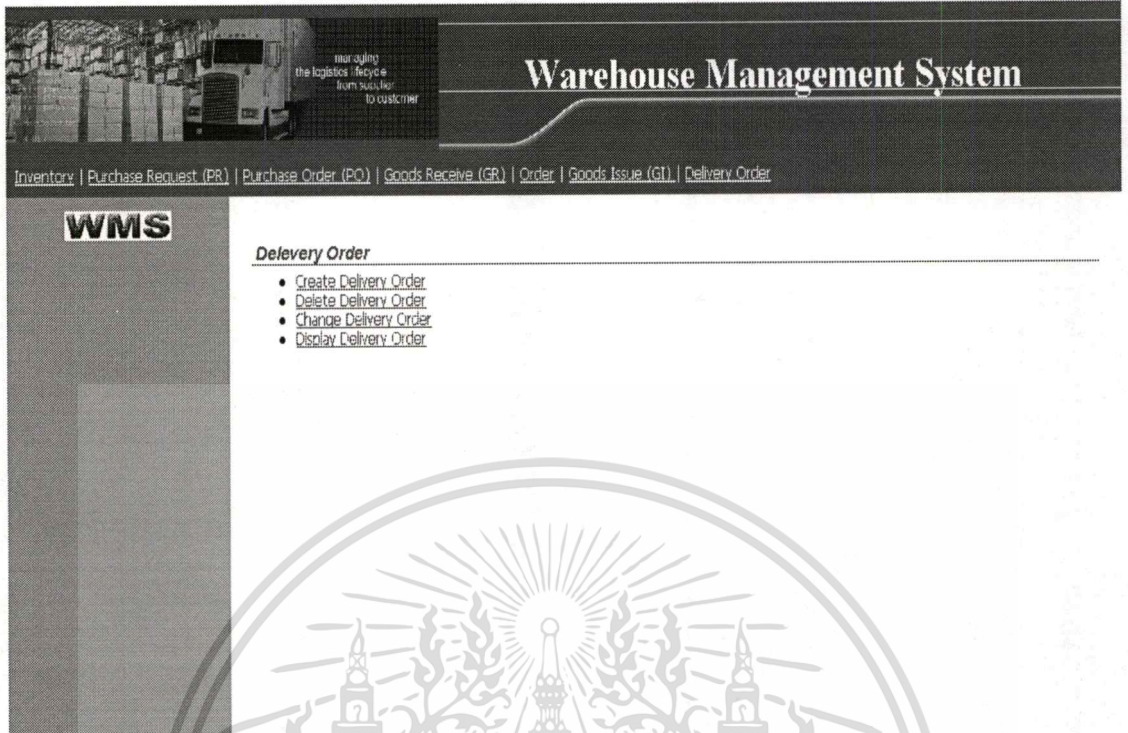 managing
the logistics lifecycle
from supplier
to customer
Warehouse Management System
Inventory | Purchase Request (PR) | Purchase Order (PO) | Goods Receive (GR) | Order | Goods Issue (GI) | Delivery Order
WMS
Delevery Order
• Create Delivery Order
• Delete Delivery Order
• Change Delivery Order
• Display Delivery Order